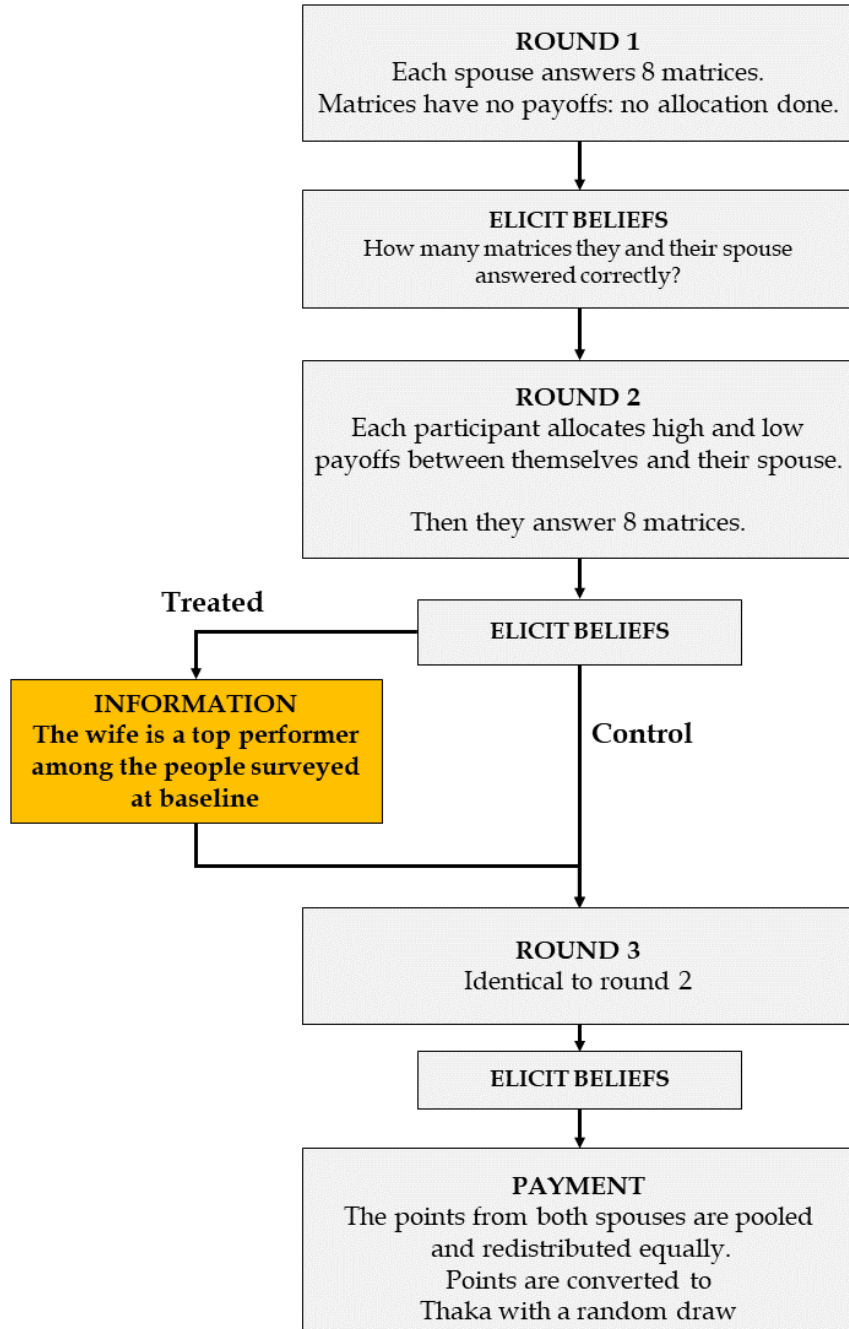 ROUND 1
Each spouse answers 8 matrices.
Matrices have no payoffs: no allocation done.
ELICIT BELIEFS
How many matrices they and their spouse
answered correctly?
ROUND 2
Each participant allocates high and low
payoffs between themselves and their spouse.
Then they answer 8 matrices.
Treated
ELICIT BELIEFS
INFORMATION
The wife is a top performer
among the people surveyed
at baseline
Control
ROUND 3
Identical to round 2
ELICIT BELIEFS
PAYMENT
The points from both spouses are pooled
and redistributed equally.
Points are converted to
Thaka with a random draw